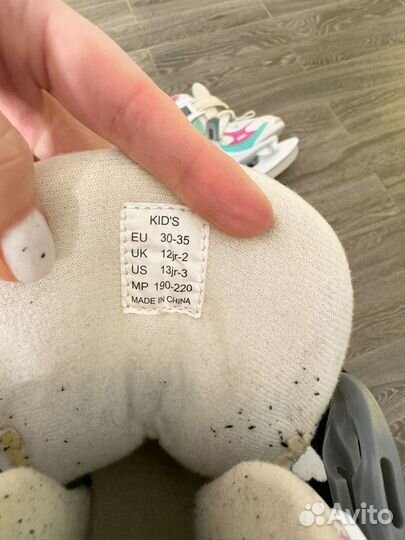 KID'S
EU 30-35
UK 12jr-2
US 13jr-3
MP 190-220
MADE IN CHINA
Avito